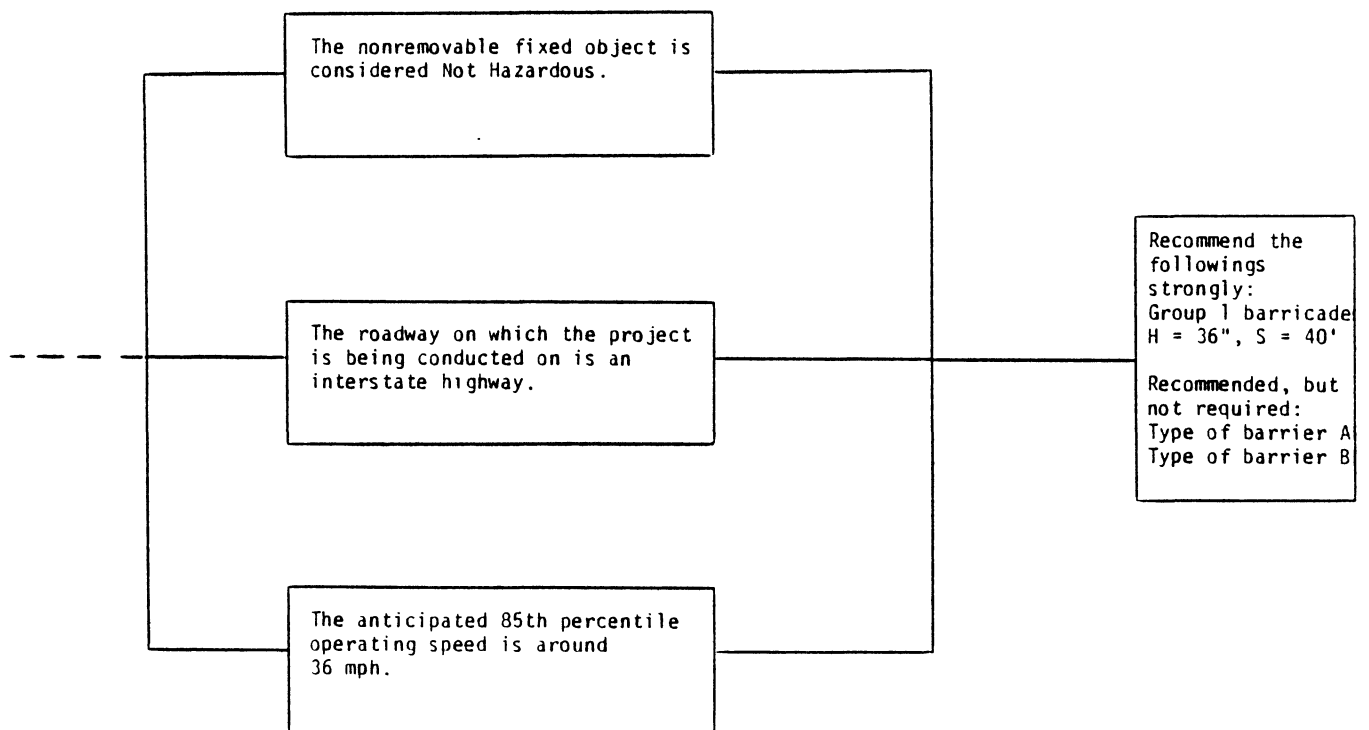 The nonremovable fixed object is
considered Not Hazardous.
The roadway on which the project
is being conducted on is an
interstate highway.
The anticipated 85th percentile
operating speed is around
36 mph.
Recommend the
followings
strongly:
Group 1 barricade
H = 36", S = 40'
Recommended, but
not required:
Type of barrier A
Type of barrier B